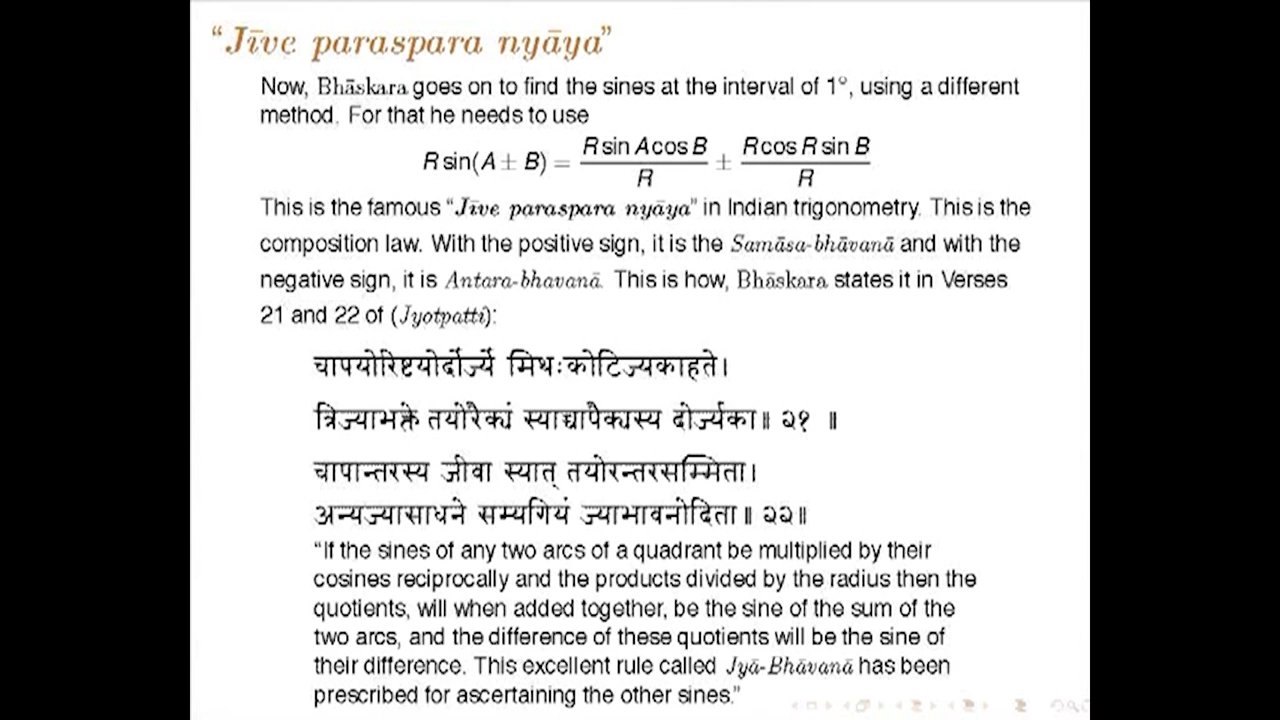 “Jīve paraspara nyāya”
Now, Bhāskara goes on to find the sines at the interval of 1°, using a different
method. For that he needs to use
R sin(A ± B) = R sin A cos B / R ± R cos R sin B / R
This is the famous “Jīve paraspara nyāya” in Indian trigonometry. This is the
composition law. With the positive sign, it is the Samāsa-bhāvanā and with the
negative sign, it is Antara-bhavanā. This is how, Bhāskara states it in Verses
21 and 22 of (Jyotpatti):
चापयोरिष्टयोर्दोर्ज्ये मिथःकोटिज्यकाहते।
त्रिज्याभक्ते तयोरैक्यं स्याच्चापैक्यस्य दोर्ज्यका॥ २१ ॥
चापान्तरस्य जीवा स्यात् तयोरन्तरसम्मिता।
अन्यज्यासाधने सम्यगियं ज्याभावनोदिता॥ २२॥
“If the sines of any two arcs of a quadrant be multiplied by their
cosines reciprocally and the products divided by the radius then the
quotients, will when added together, be the sine of the sum of the
two arcs, and the difference of these quotients will be the sine of
their difference. This excellent rule called Jyā-Bhāvanā has been
prescribed for ascertaining the other sines.”